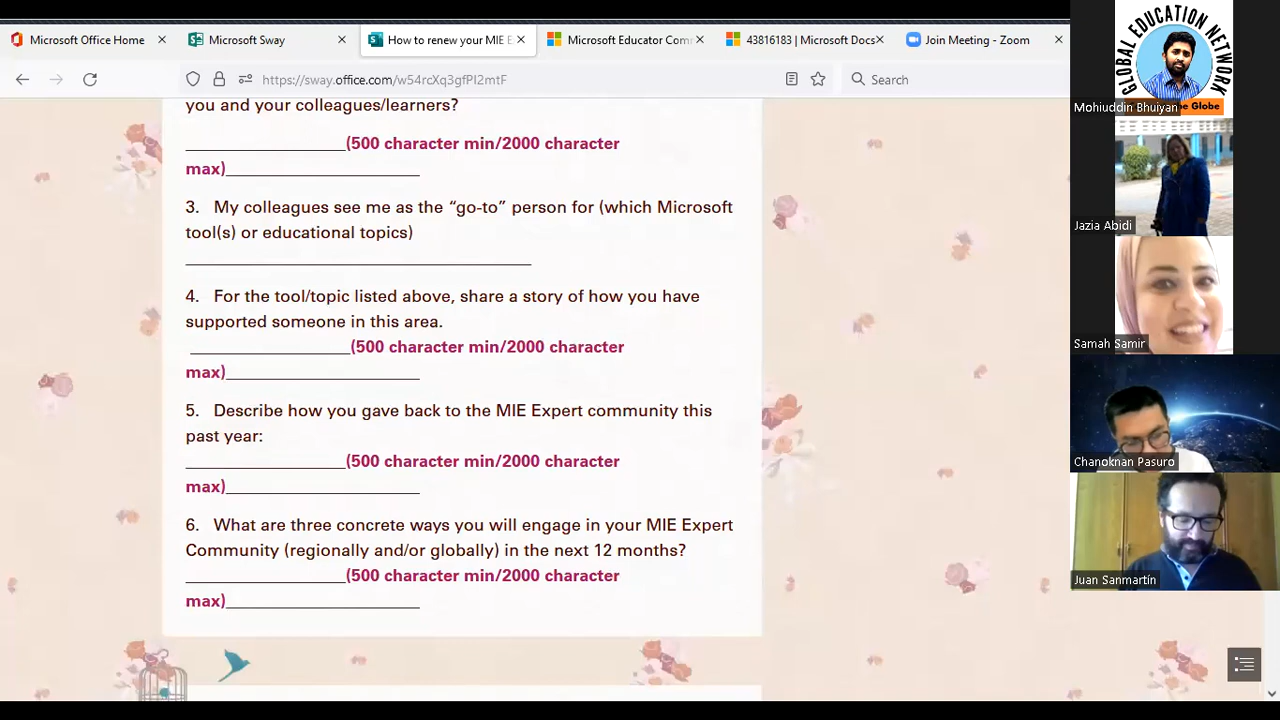 Microsoft Office Home
Microsoft Sway
How to renew your MIE E
Microsoft Educator Com
43816183 | Microsoft Docs
Join Meeting - Zoom
https://sway.office.com/w54rcXq3gfPI2mtF
Search
you and your colleagues/learners?
________________(500 character min/2000 character
max)____________________
3. My colleagues see me as the “go-to” person for (which Microsoft
tool(s) or educational topics)
___________________________________
4. For the tool/topic listed above, share a story of how you have
supported someone in this area.
________________(500 character min/2000 character
max)____________________
5. Describe how you gave back to the MIE Expert community this
past year:
________________(500 character min/2000 character
max)____________________
6. What are three concrete ways you will engage in your MIE Expert
Community (regionally and/or globally) in the next 12 months?
________________(500 character min/2000 character
max)____________________
GLOBAL EDUCATION NETWORK
Globe
Mohiuddin Bhuiyan
Jazia Abidi
Samah Samir
Chanoknan Pasuro
Juan Sanmartín